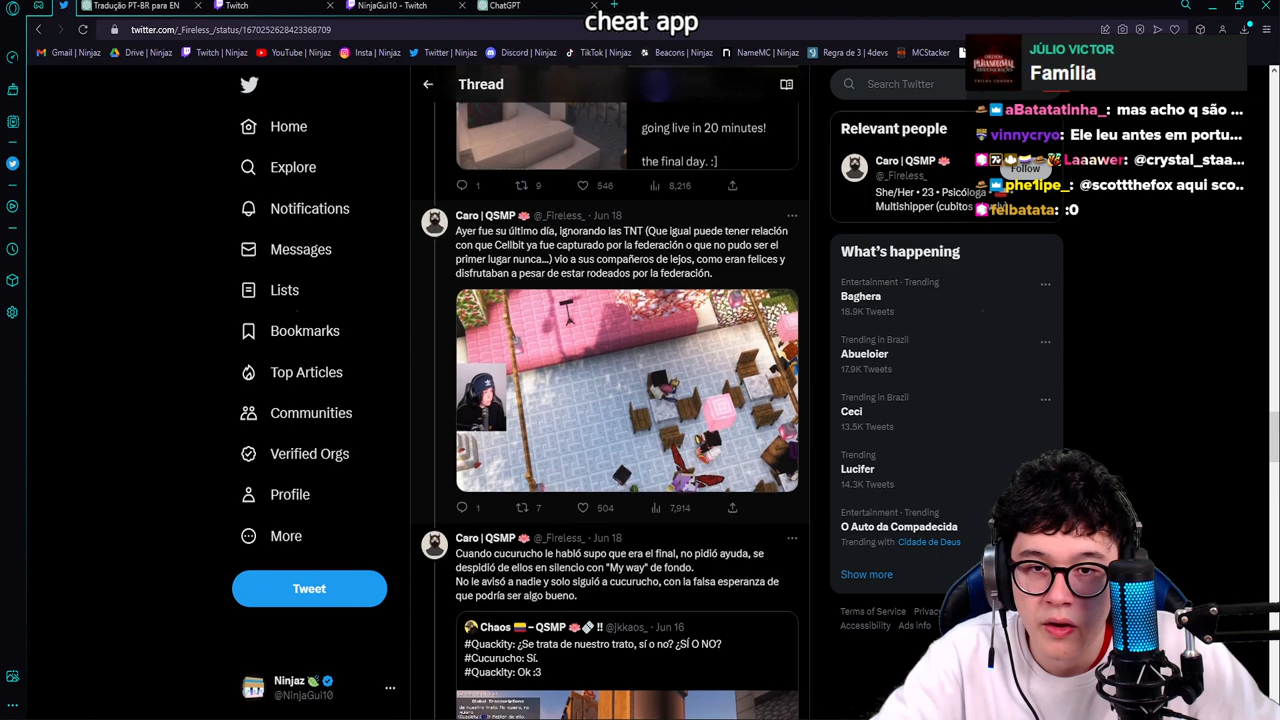 Tradução PT-BR para EN
Twitch
NinjaGui10 - Twitch
ChatGPT
cheat app
twitter.com/_Fireless_/status/1670252628423368709
Gmail | Ninjaz
Drive | Ninjaz
Twitch | Ninjaz
YouTube | Ninjaz
Insta | Ninjaz
Twitter | Ninjaz
Discord | Ninjaz
TikTok | Ninjaz
Beacons | Ninjaz
NameMC | Ninjaz
Regra de 3 | 4devs
MCStacker
JÚLIO VICTOR
Família
aBatatatinha_: mas acho q são ...
vinnycryo: Ele leu antes em portu...
Laaawer: @crystal_staa...
phe1lipe_: @scottthefox aqui sco..
felbatata: :0
Home
Explore
Notifications
Messages
Lists
Bookmarks
Top Articles
Communities
Verified Orgs
Profile
More
Tweet
Ninjaz
@NinjaGui10
Thread
going live in 20 minutes!
the final day. :]
1
9
546
8,216
Caro | QSMP @_FIreless_ · Jun 18
Ayer fue su último día, ignorando las TNT (Que igual puede tener relación
con que Cellbit ya fue capturado por la federación o que no pudo ser el
primer lugar nunca...) vio a sus compañeros de lejos, como eran felices y
disfrutaban a pesar de estar rodeados por la federación.
1
7
504
7,914
Caro | QSMP @_FIreless_ · Jun 18
Cuando cucurucho le habló supo que era el final, no pidió ayuda, se
despidió de ellos en silencio con "My way" de fondo.
No le avisó a nadie y solo siguió a cucurucho, con la falsa esperanza de
que podría ser algo bueno.
Chaos – QSMP !! @Jkkaos_ · Jun 16
#Quackity: ¿Se trata de nuestro trato, sí o no? ¿SÍ O NO?
#Cucurucho: Sí.
#Quackity: Ok :3
Global Transcriptions
Search Twitter
Relevant people
Caro | QSMP
@_FIreless_
Follow
She/Her • 23 • Psicóloga
Multishipper (cubitos
What's happening
Entertainment · Trending
Baghera
18.9K Tweets
Trending in Brazil
Abueloier
17.9K Tweets
Trending in Brazil
Ceci
13.5K Tweets
Trending
Lucifer
14.3K Tweets
Entertainment · Trending
O Auto da Compadecida
Trending with Cidade de Deus
Show more
Terms of Service
Privacy
Accessibility
Ads info